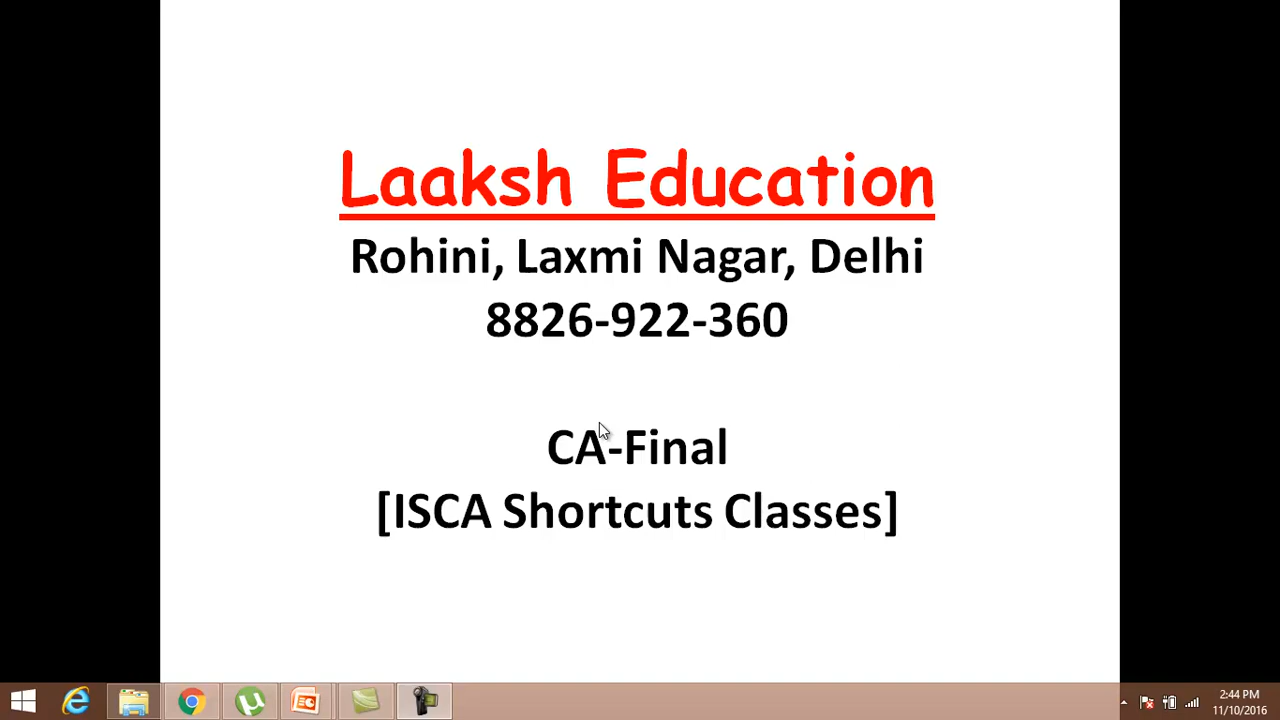 Laaksh Education
Rohini, Laxmi Nagar, Delhi
8826-922-360
CA-Final
[ISCA Shortcuts Classes]
2:44 PM
11/10/2016